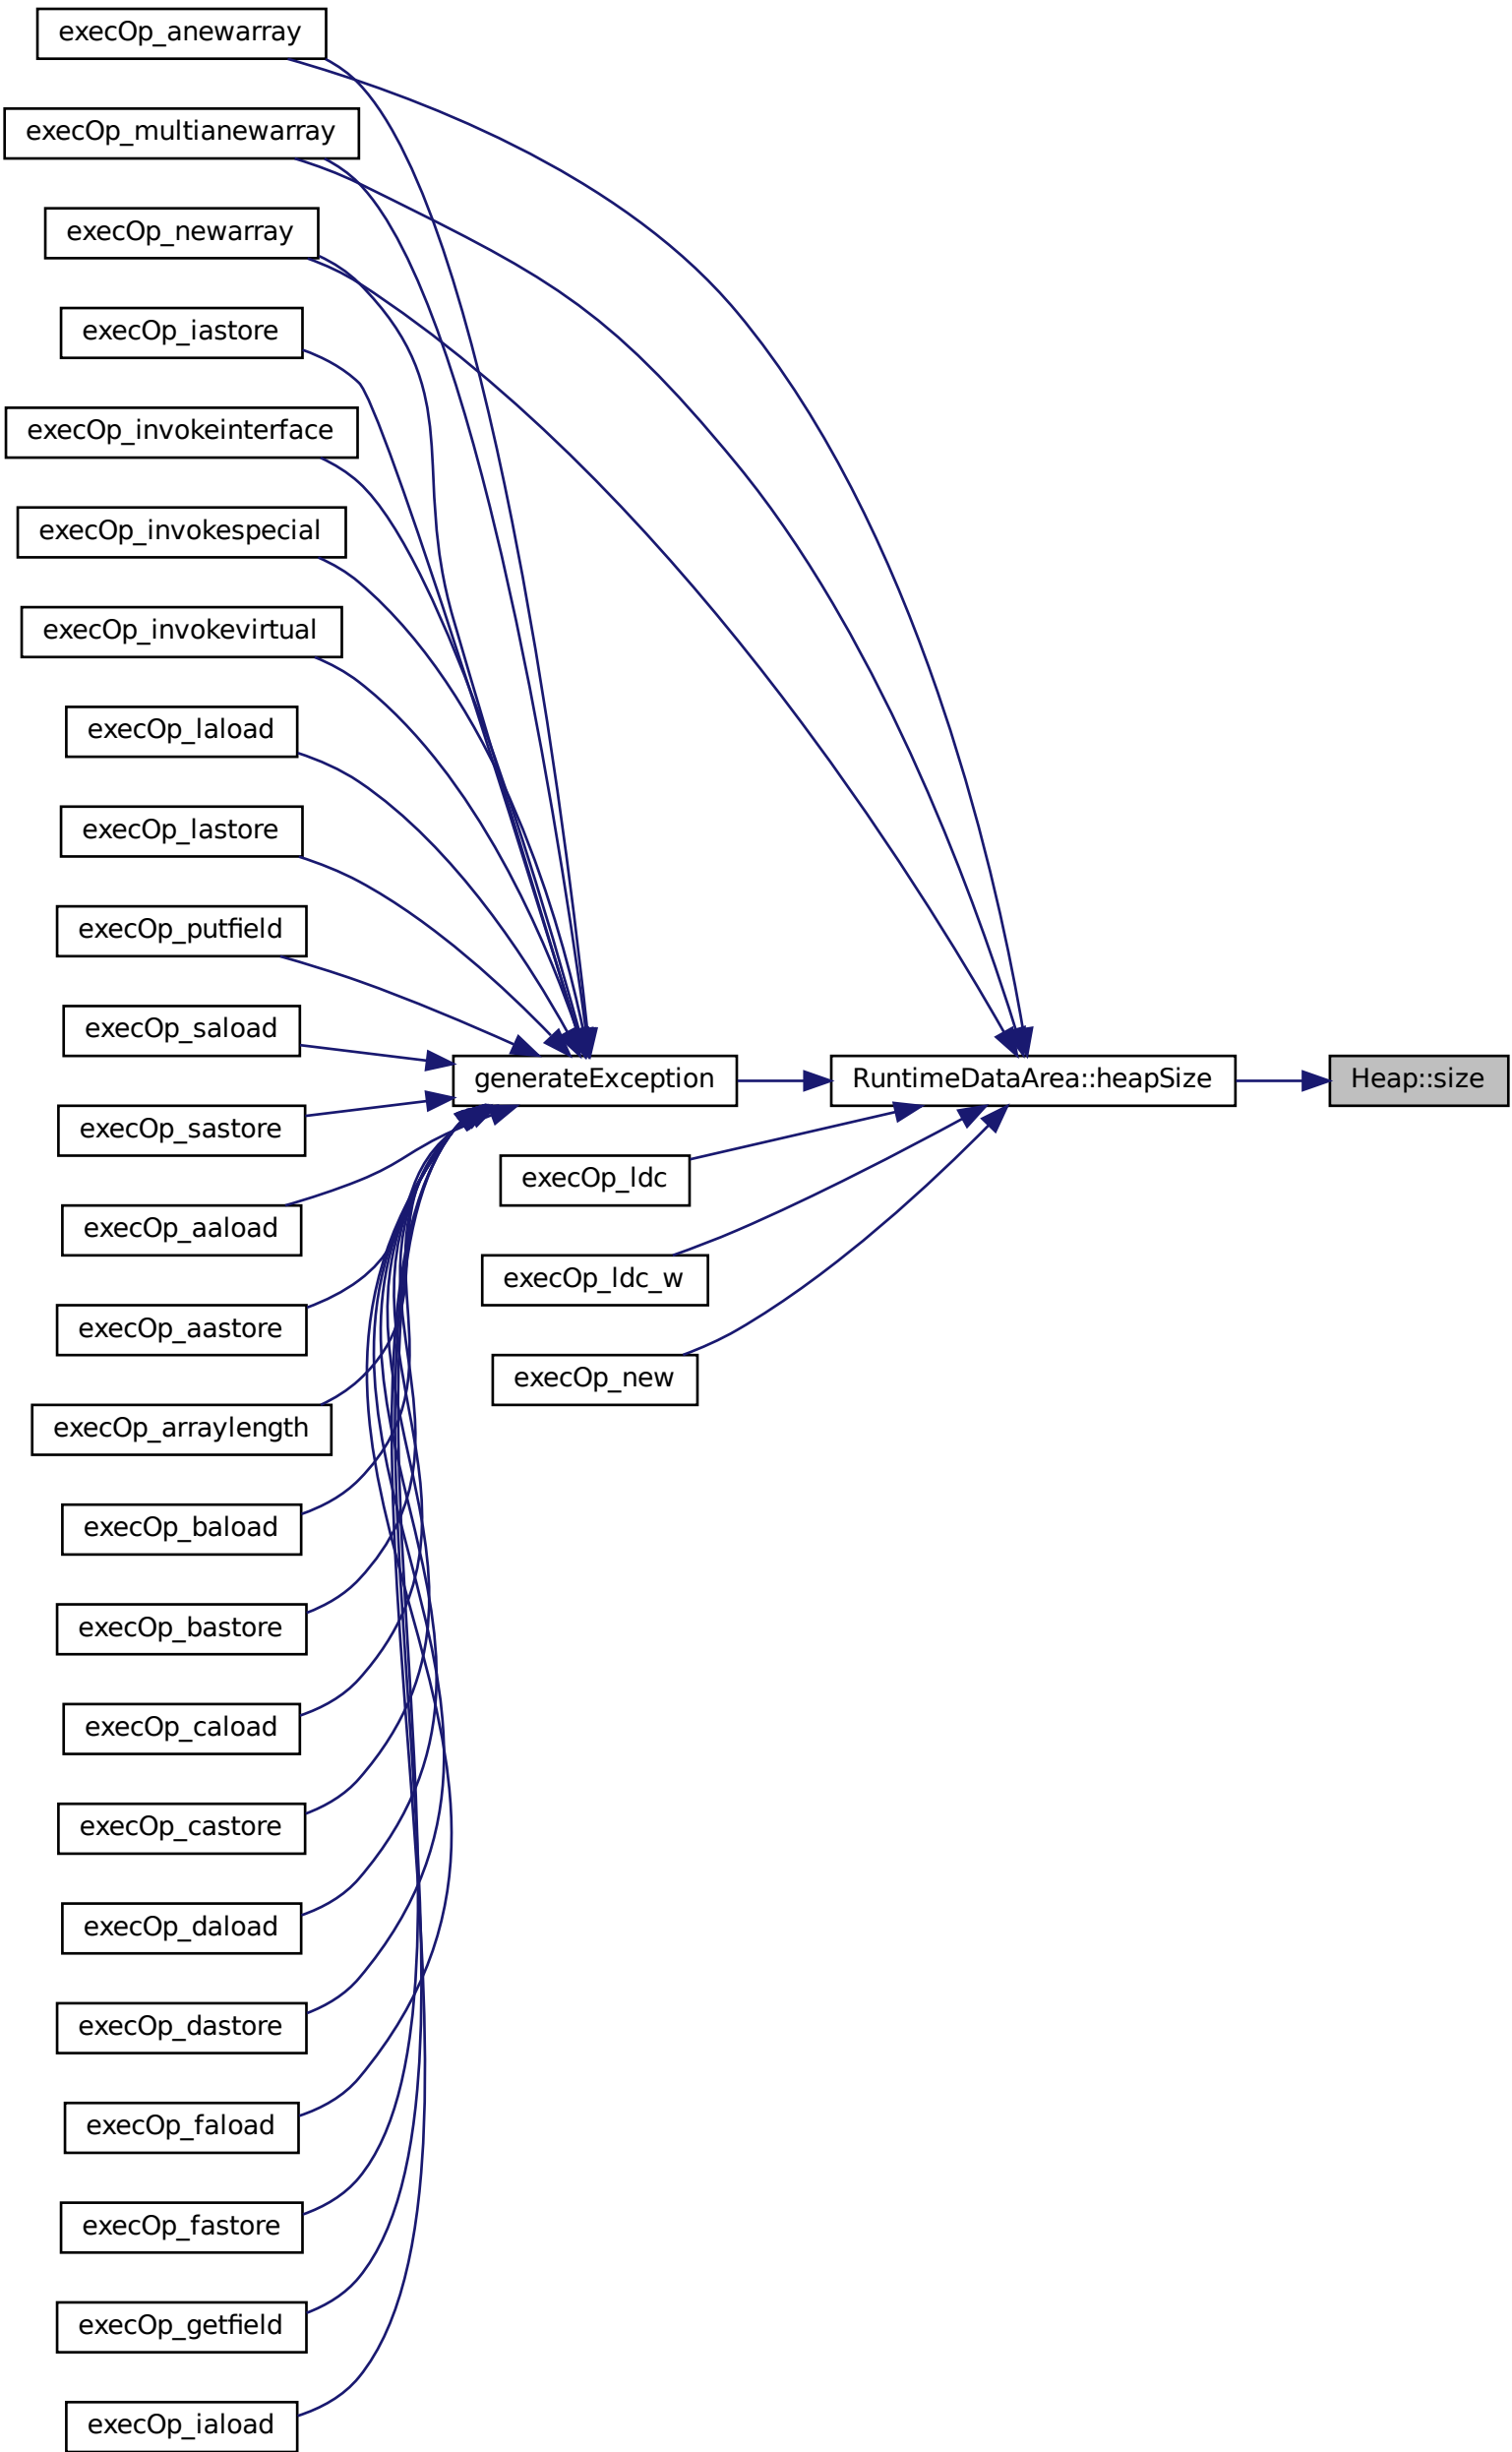 execOp_anewarray
execOp_multianewarray
execOp_newarray
execOp_iastore
execOp_invokeinterface
execOp_invokespecial
execOp_invokevirtual
execOp_laload
execOp_lastore
execOp_putfield
execOp_saload
generateException
RuntimeDataArea::heapSize
Heap::size
execOp_sastore
execOp_ldc
execOp_aaload
execOp_ldc_w
execOp_aastore
execOp_new
execOp_arraylength
execOp_baload
execOp_bastore
execOp_caload
execOp_castore
execOp_daload
execOp_dastore
execOp_faload
execOp_fastore
execOp_getfield
execOp_iaload